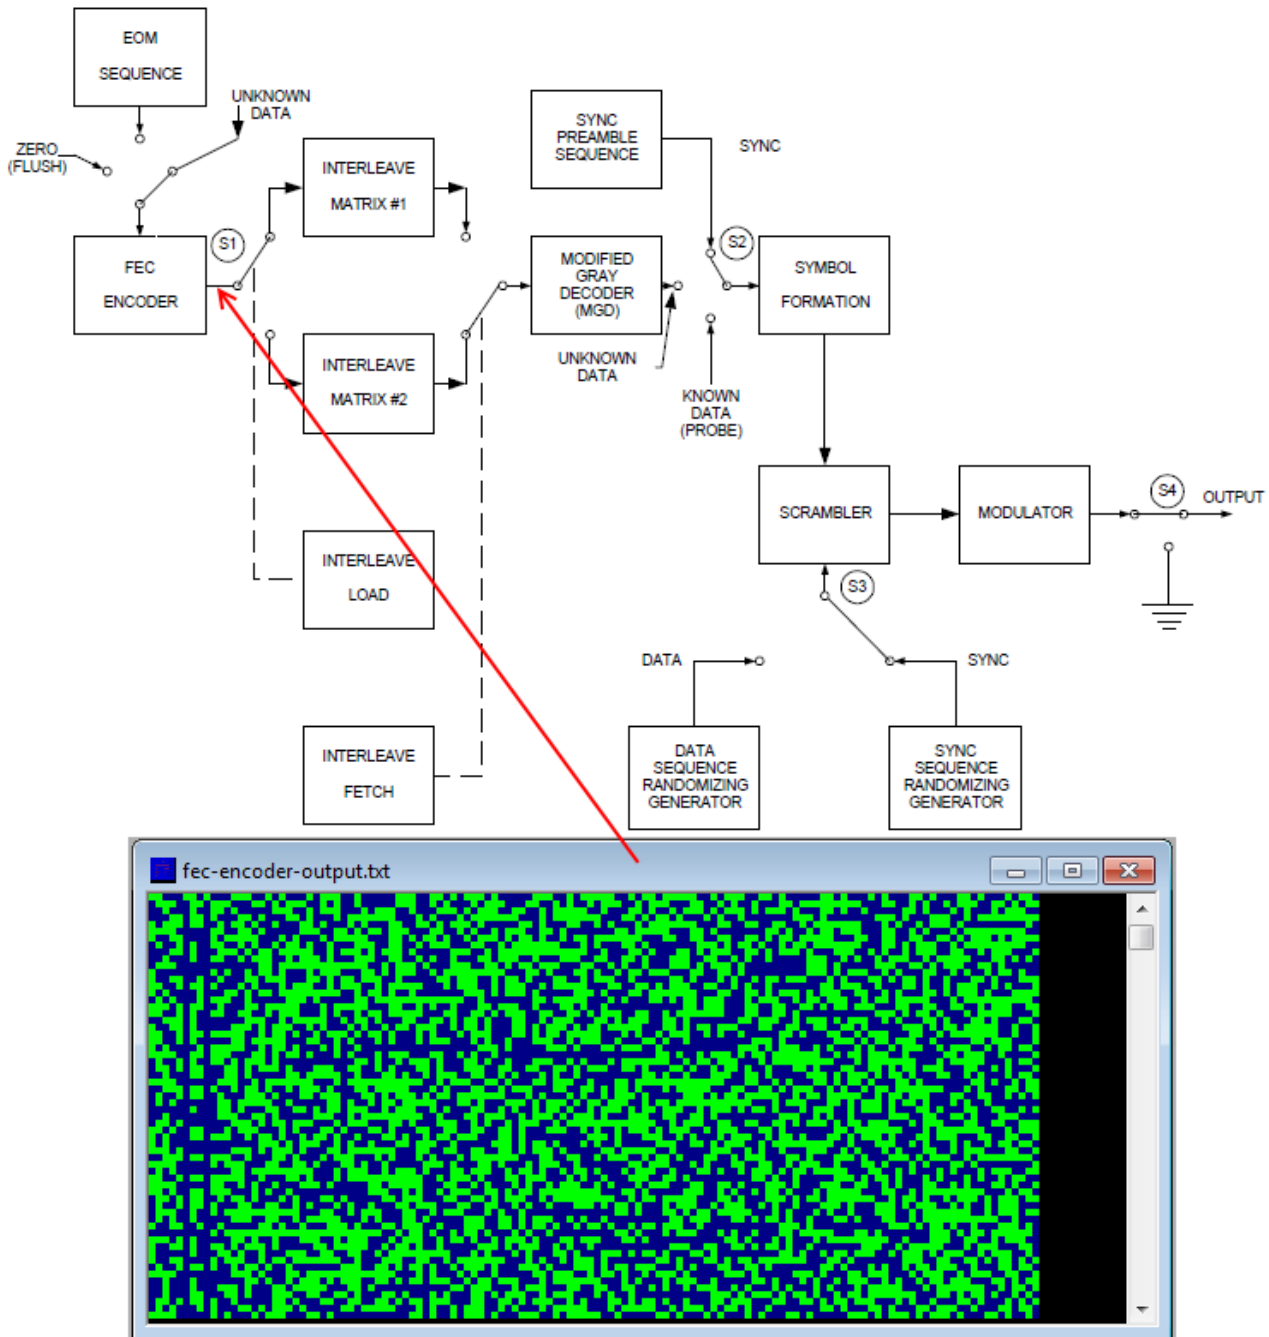 EOM
SEQUENCE
UNKNOWN
DATA
ZERO
(FLUSH)
INTERLEAVE
MATRIX #1
SYNC
PREAMBLE
SEQUENCE
SYNC
S1
S2
FEC
ENCODER
MODIFIED
GRAY
DECODER
(MGD)
SYMBOL
FORMATION
INTERLEAVE
MATRIX #2
UNKNOWN
DATA
KNOWN
DATA
(PROBE)
SCRAMBLER
MODULATOR
S4
OUTPUT
INTERLEAVE
LOAD
S3
DATA
SYNC
INTERLEAVE
FETCH
DATA
SEQUENCE
RANDOMIZING
GENERATOR
SYNC
SEQUENCE
RANDOMIZING
GENERATOR
fec-encoder-output.txt